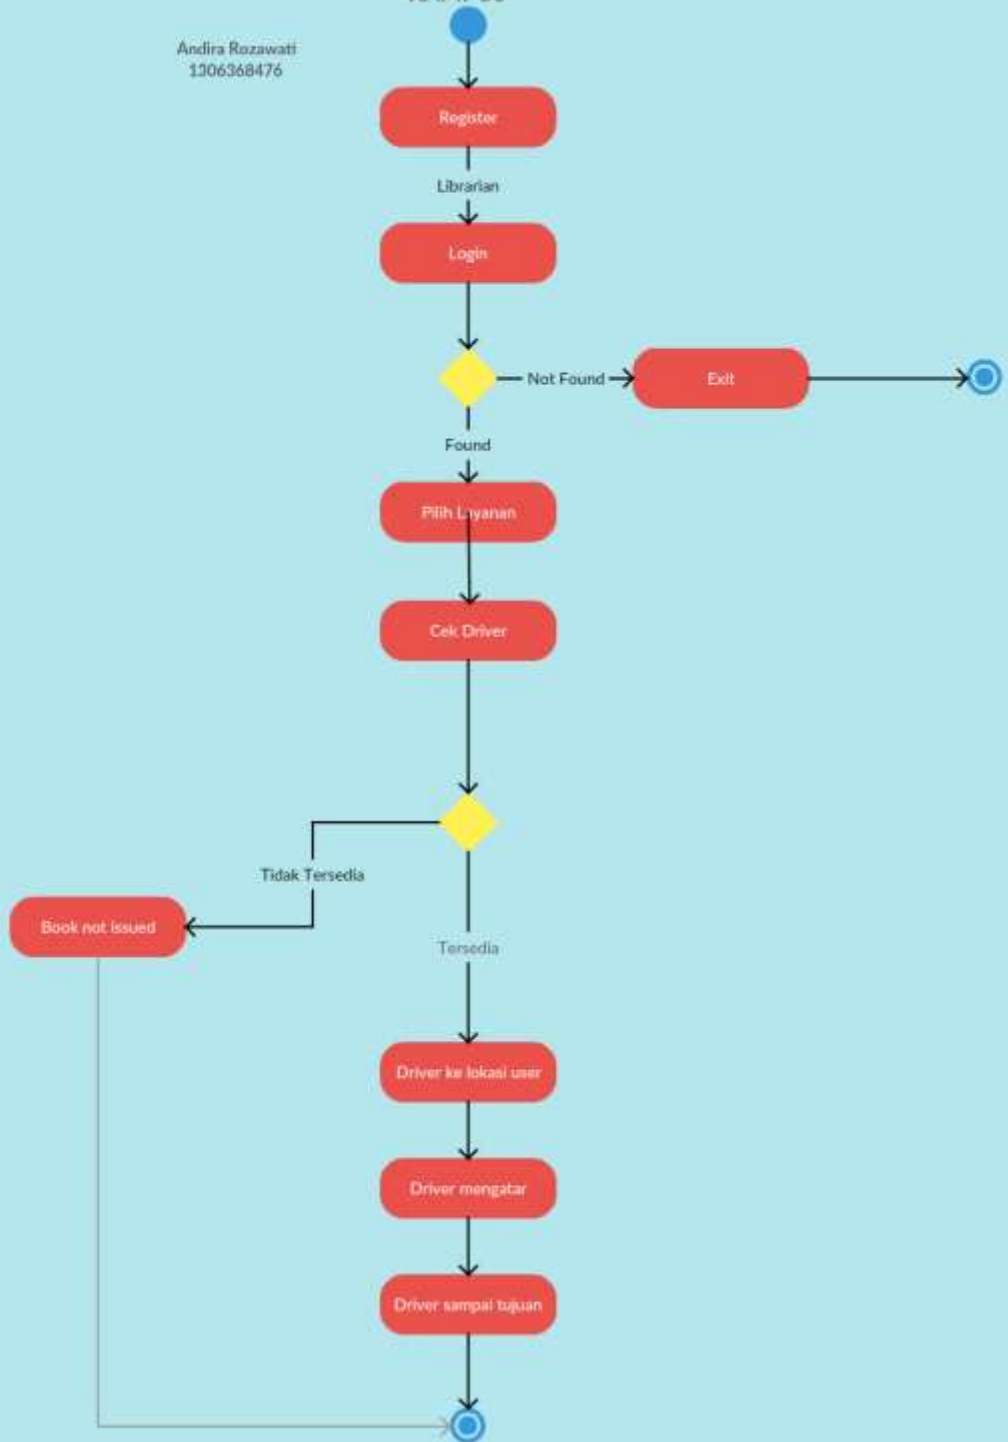 Andira Rozawati
1306368476
Register
Librarian
Login
Not Found
Exit
Found
Pilih Layanan
Cek Driver
Tidak Tersedia
Book not issued
Tersedia
Driver ke lokasi user
Driver mengatar
Driver sampai tujuan